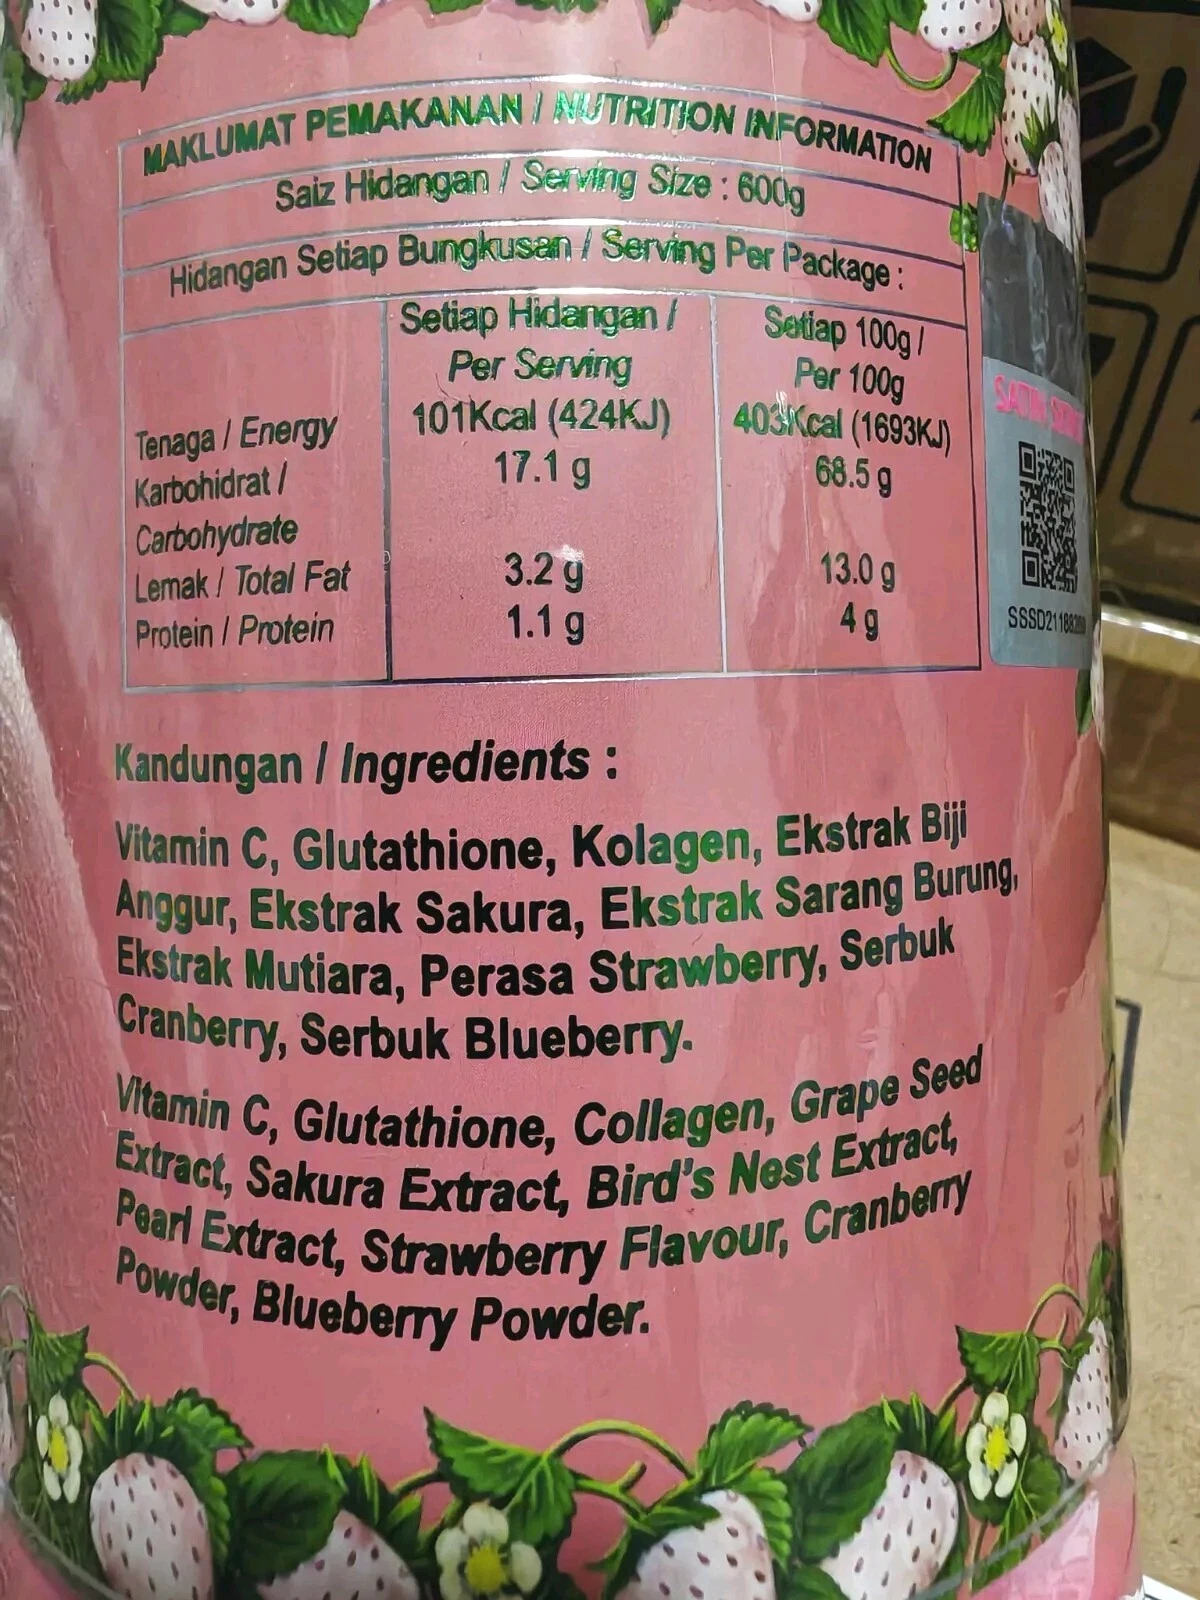 MAKLUMAT PEMAKANAN / NUTRITION INFORMATION
Saiz Hidangan / Serving Size : 600g
Hidangan Setiap Bungkusan / Serving Per Package :
Setiap Hidangan / Setiap 100g /
Per Serving Per 100g
Tenaga / Energy 101Kcal (424KJ) 403Kcal (1693KJ)
Karbohidrat / 17.1 g 68.5 g
Carbohydrate
Lemak / Total Fat 3.2 g 13.0 g
Protein / Protein 1.1 g 4 g
Kandungan / Ingredients :
Vitamin C, Glutathione, Kolagen, Ekstrak Biji
Anggur, Ekstrak Sakura, Ekstrak Sarang Burung,
Ekstrak Mutiara, Perasa Strawberry, Serbuk
Cranberry, Serbuk Blueberry.
Vitamin C, Glutathione, Collagen, Grape Seed
Extract, Sakura Extract, Bird's Nest Extract,
Pearl Extract, Strawberry Flavour, Cranberry
Powder, Blueberry Powder.